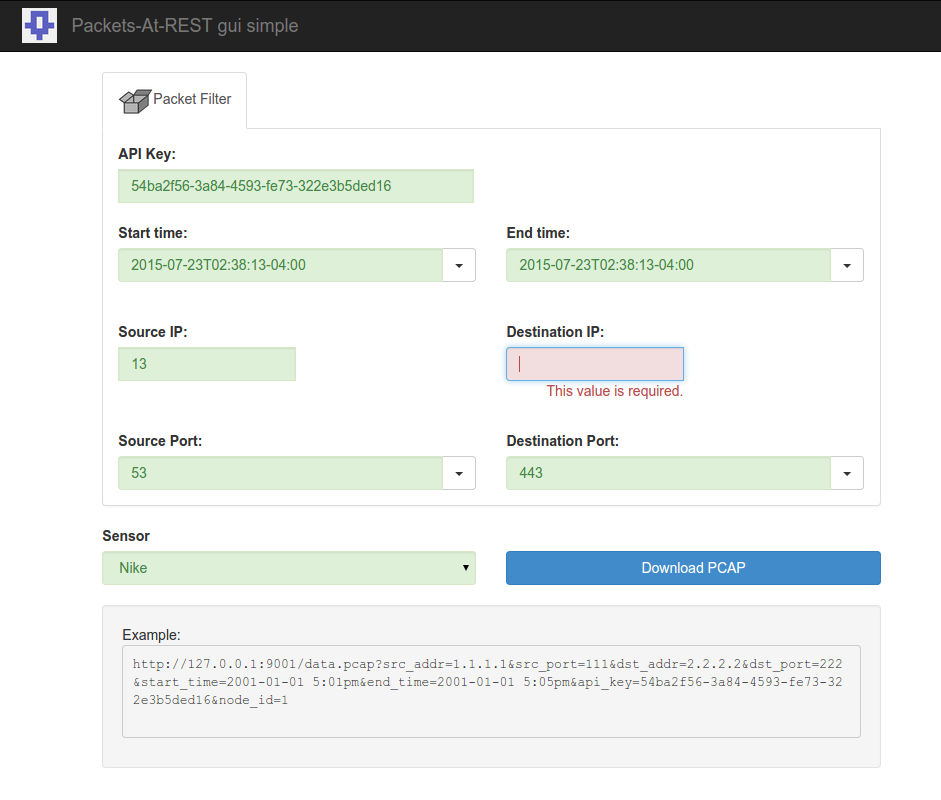 Packets-At-REST gui simple
Packet Filter
API Key:
54ba2f56-3a84-4593-fe73-322e3b5ded16
Start time:
End time:
2015-07-23T02:38:13-04:00
2015-07-23T02:38:13-04:00
Source IP:
Destination IP:
13
This value is required.
Source Port:
Destination Port:
53
443
Sensor
Nike
Download PCAP
Example:
http://127.0.0.1:9001/data.pcap?src_addr=1.1.1.1&src_port=111&dst_addr=2.2.2.2&dst_port=222
&start_time=2001-01-01 5:01pm&end_time=2001-01-01 5:05pm&api_key=54ba2f56-3a84-4593-fe73-32
2e3b5ded16&node_id=1